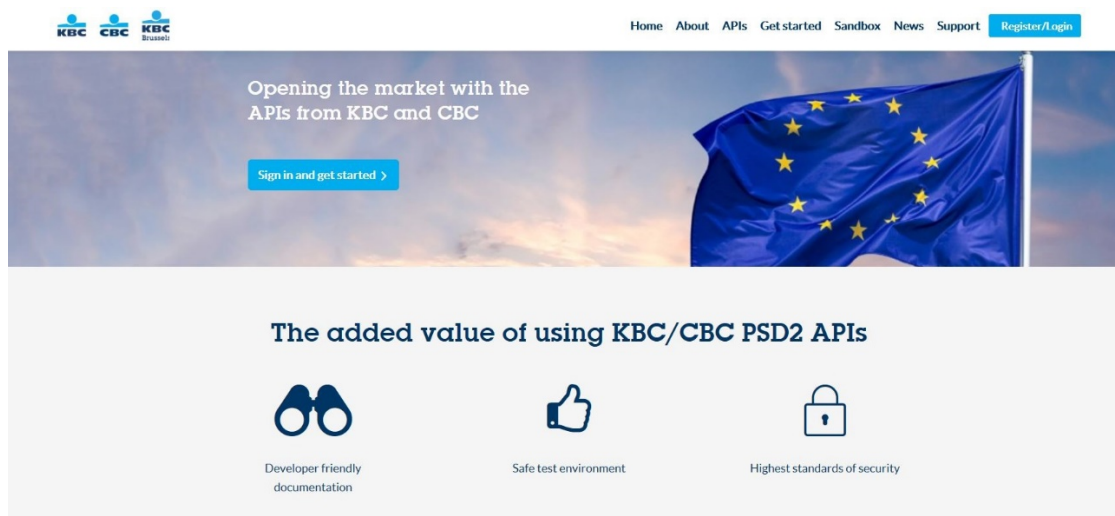 KBC CBC KBC
Brussels
Home About APIs Get started Sandbox News Support Register/Login
Opening the market with the
APIs from KBC and CBC
Sign in and get started >
The added value of using KBC/CBC PSD2 APIs
Developer friendly
documentation
Safe test environment
Highest standards of security